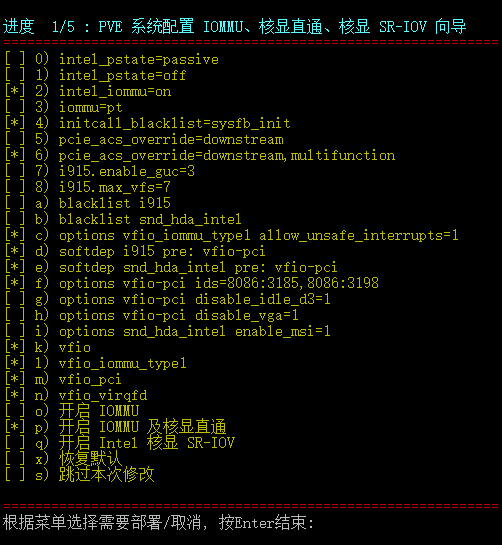 进度  1/5 : PVE 系统配置 IOMMU、核显直通、核显 SR-IOV 向导
[ ] 0) intel_pstate=passive
[ ] 1) intel_pstate=off
[*] 2) intel_iommu=on
[ ] 3) iommu=pt
[*] 4) initcall_blacklist=sysfb_init
[ ] 5) pcie_acs_override=downstream
[*] 6) pcie_acs_override=downstream,multifunction
[ ] 7) i915.enable_guc=3
[ ] 8) i915.max_vfs=7
[ ] a) blacklist i915
[ ] b) blacklist snd_hda_intel
[*] c) options vfio_iommu_type1 allow_unsafe_interrupts=1
[*] d) softdep i915 pre: vfio-pci
[*] e) softdep snd_hda_intel pre: vfio-pci
[*] f) options vfio-pci ids=8086:3185,8086:3198
[ ] g) options vfio-pci disable_idle_d3=1
[ ] h) options vfio-pci disable_vga=1
[ ] i) options snd_hda_intel enable_msi=1
[*] k) vfio
[*] l) vfio_iommu_type1
[*] m) vfio_pci
[*] n) vfio_virqfd
[ ] o) 开启 IOMMU
[*] p) 开启 IOMMU 及核显直通
[ ] q) 开启 Intel 核显 SR-IOV
[ ] x) 恢复默认
[ ] s) 跳过本次修改
根据菜单选择需要部署/取消, 按Enter结束: